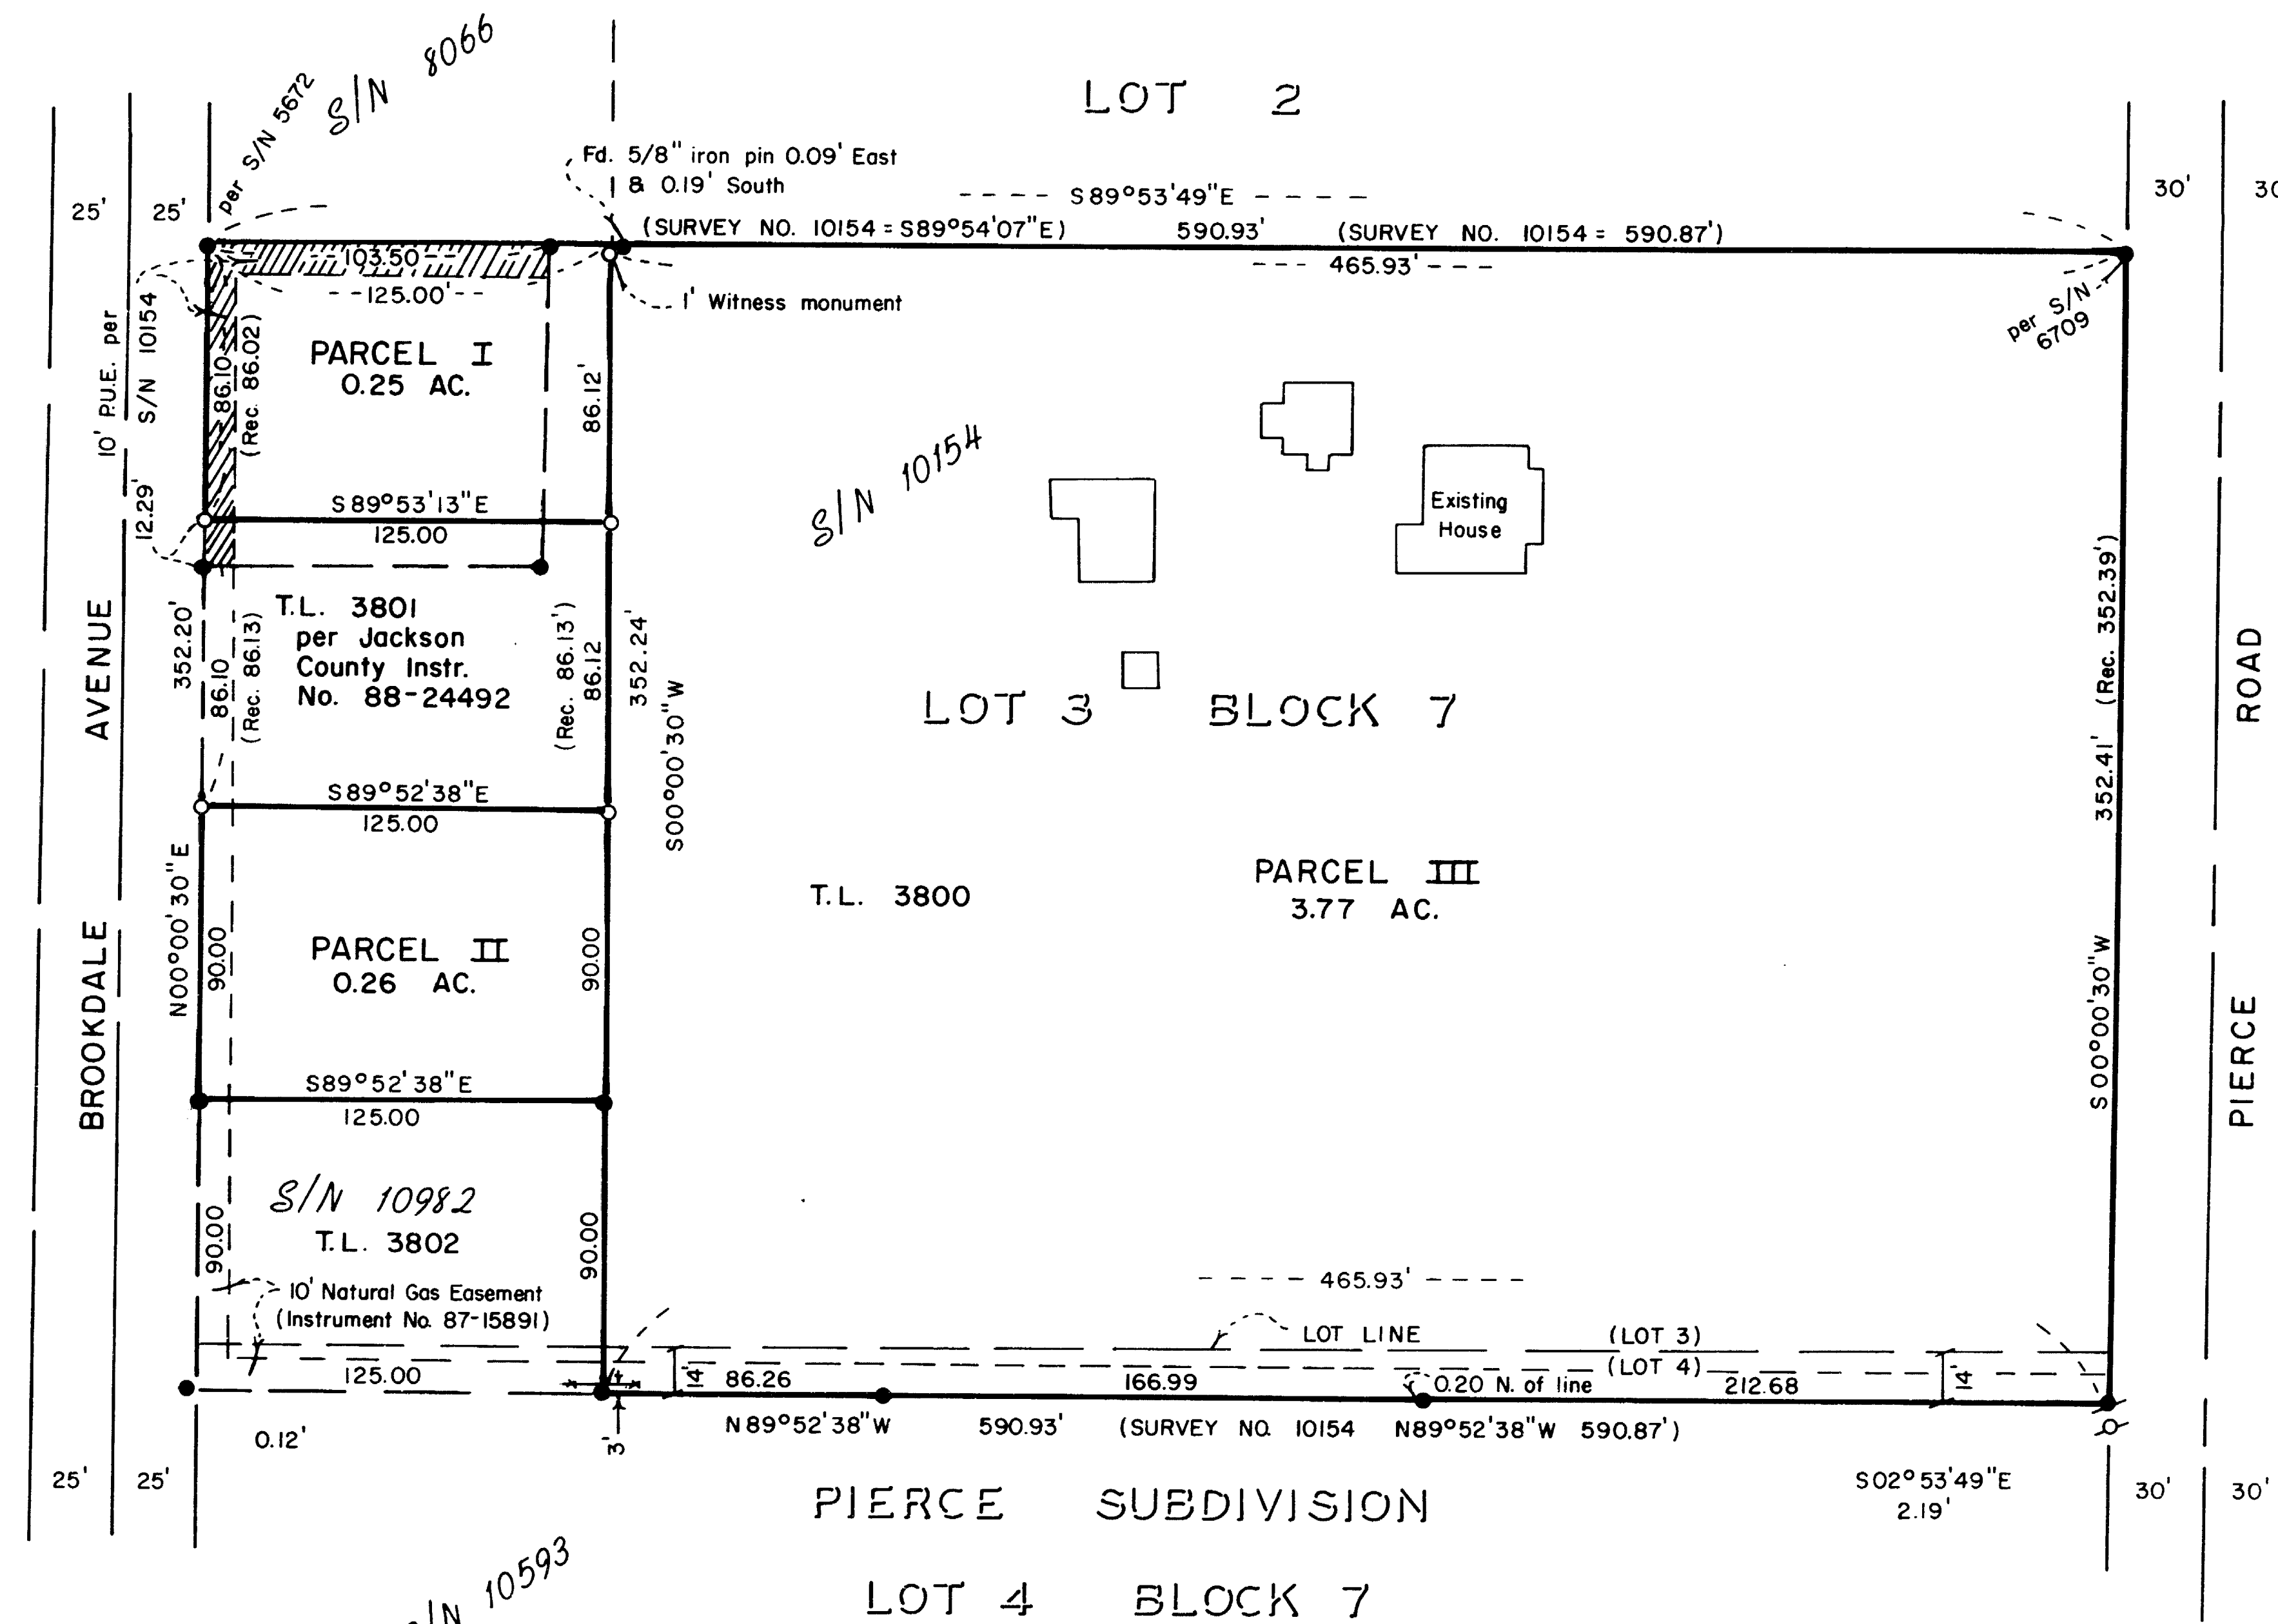 S/N 8066
per S/N 5672
LOT 2
Fd. 5/8" iron pin 0.09' East
& 0.19' South
S89°53'49"E
25'
25'
30'
30
(SURVEY NO. 10154 = S89°54'07"E)
590.93'
(SURVEY NO. 10154 = 590.87')
103.50
465.93'
125.00'
1' Witness monument
per S/N
6709
10' P.U.E. per
S/N 10154
86.10
(Rec. 86.02)
PARCEL I
0.25 AC.
86.12'
S/N 10154
Existing
House
12.29'
S89°53'13"E
125.00
352.20'
86.10
(Rec. 86.13)
T.L. 3801
per Jackson
County Instr.
No. 88-24492
(Rec. 86.13')
86.12
352.24'
S00°00'30"W
LOT 3 BLOCK 7
352.41' (Rec. 352.39')
S00°00'30"W
PIERCE ROAD
BROOKDALE AVENUE
S89°52'38"E
125.00
N00°00'30"E
90.00
PARCEL II
0.26 AC.
90.00
T.L. 3800
PARCEL III
3.77 AC.
S89°52'38"E
125.00
S/N 10982
T.L. 3802
90.00
90.00
10' Natural Gas Easement
(Instrument No. 87-15891)
465.93'
LOT LINE
(LOT 3)
(LOT 4)
125.00
14'
86.26
166.99
0.20 N. of line
212.68
14'
0.12'
3'
N89°52'38"W
590.93'
(SURVEY NO. 10154 N89°52'38"W 590.87')
25'
25'
S02°53'49"E
2.19'
30'
30'
PIERCE SUBDIVISION
S/N 10593
LOT 4 BLOCK 7